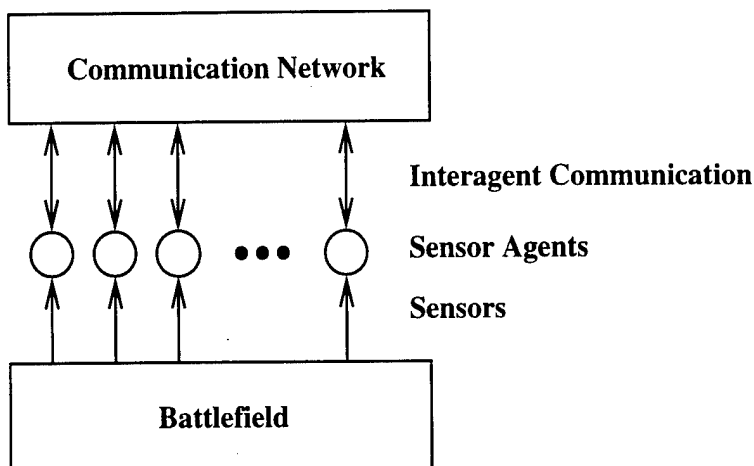 Communication Network
Interagent Communication
Sensor Agents
Sensors
Battlefield